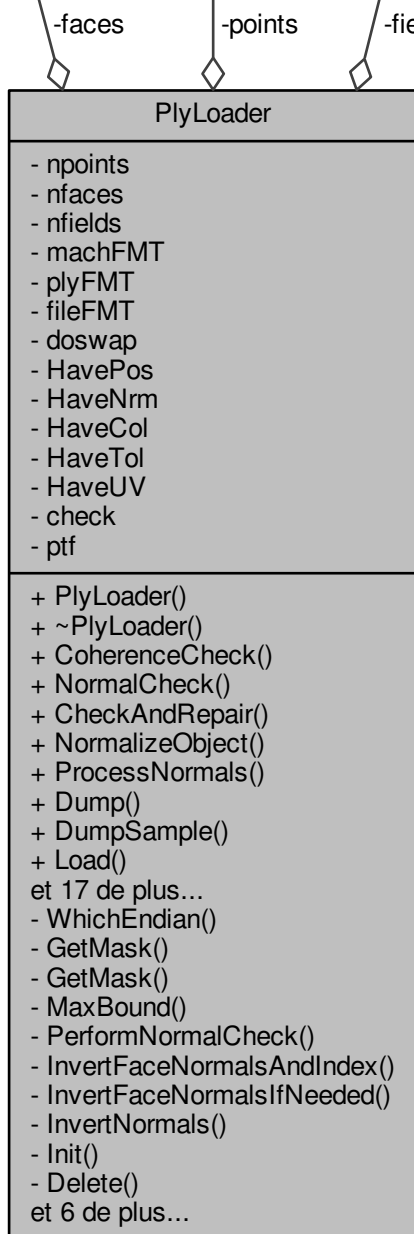 -faces
-points
-fie
PlyLoader
- npoints
- nfaces
- nfields
- machFMT
- plyFMT
- fileFMT
- doswap
- HavePos
- HaveNrm
- HaveCol
- HaveTol
- HaveUV
- check
- ptf
+ PlyLoader()
+ ~PlyLoader()
+ CoherenceCheck()
+ NormalCheck()
+ CheckAndRepair()
+ NormalizeObject()
+ ProcessNormals()
+ Dump()
+ DumpSample()
+ Load()
et 17 de plus...
- WhichEndian()
- GetMask()
- GetMask()
- MaxBound()
- PerformNormalCheck()
- InvertFaceNormalsAndIndex()
- InvertFaceNormalsIfNeeded()
- InvertNormals()
- Init()
- Delete()
et 6 de plus...